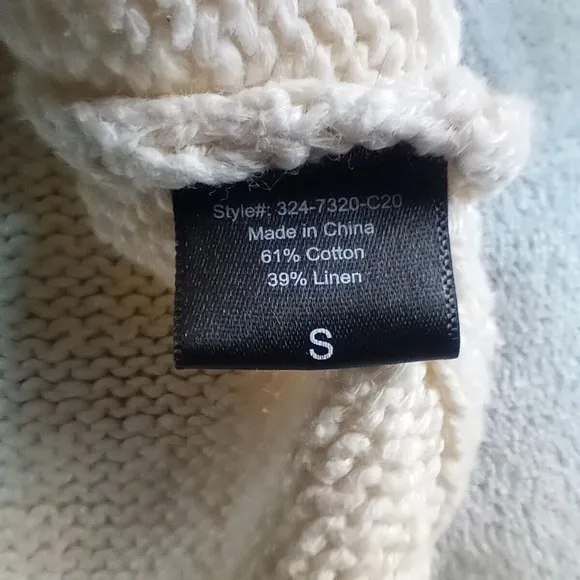 Style#: 324-7320-C20
Made in China
61% Cotton
39% Linen
S